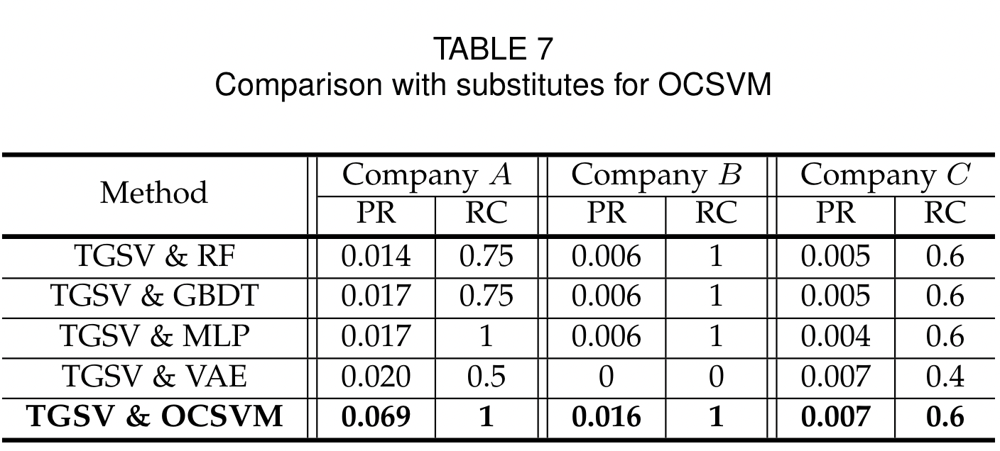 TABLE 7
Comparison with substitutes for OCSVM
Method Company A Company B Company C
PR RC PR RC PR RC
TGSV & RF 0.014 0.75 0.006 1 0.005 0.6
TGSV & GBDT 0.017 0.75 0.006 1 0.005 0.6
TGSV & MLP 0.017 1 0.006 1 0.004 0.6
TGSV & VAE 0.020 0.5 0 0 0.007 0.4
TGSV & OCSVM 0.069 1 0.016 1 0.007 0.6